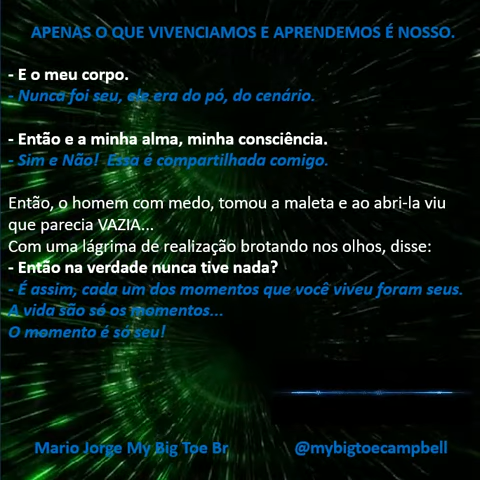 APENAS O QUE VIVENCIAMOS E APRENDEMOS É NOSSO.
- E o meu corpo.
- Nunca foi seu, ele era do pó, do cenário.
- Então e a minha alma, minha consciência.
- Sim e Não! Essa é compartilhada comigo.
Então, o homem com medo, tomou a maleta e ao abri-la viu
que parecia VAZIA...
Com uma lágrima de realização brotando nos olhos, disse:
- Então na verdade nunca tive nada?
- É assim, cada um dos momentos que você viveu foram seus.
A vida são só os momentos...
O momento é só seu!
Mario Jorge My Big Toe Br @mybigtoecampbell